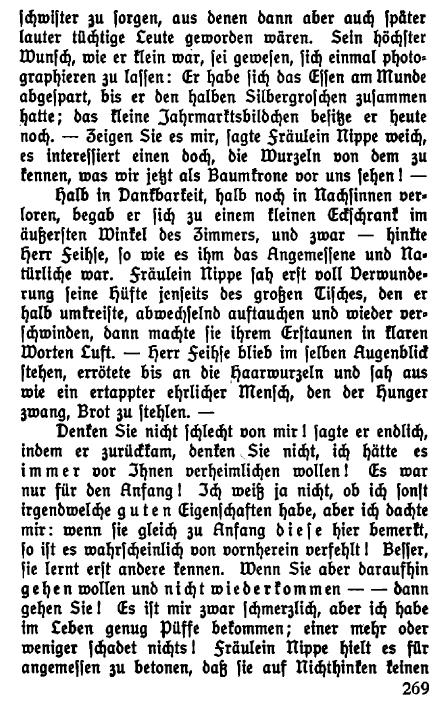 schwister zu sorgen, aus denen dann aber auch später
lauter tüchtige Leute geworden wären. Sein höchster
Wunsch, wie er klein war, sei gewesen, sich einmal photo-
graphieren zu lassen: Er habe sich das Essen am Munde
abgespart, bis er den halben Silbergroschen zusammen
hatte; das kleine Jahrmarktsbildchen besitze er heute
noch. — Zeigen Sie es mir, sagte Fräulein Nippe weich,
es interessiert einen doch, die Wurzeln von dem zu
kennen, was wir jetzt als Baumkrone vor uns sehen! —
Halb in Dankbarkeit, halb noch in Nachsinnen ver-
loren, begab er sich zu einem kleinen Eckschrank im
äußersten Winkel des Zimmers, und zwar — hinkte
Herr Feihse, so wie es ihm das Angemessene und Na-
türliche war. Fräulein Nippe sah erst voll Verwunde-
rung seine Hüfte jenseits des großen Tisches, den er
halb umkreiste, abwechselnd auftauchen und wieder ver-
schwinden, dann machte sie ihrem Erstaunen in klaren
Worten Luft. — Herr Feihse blieb im selben Augenblick
stehen, errötete bis an die Haarwurzeln und sah aus
wie ein ertappter ehrlicher Mensch, den der Hunger
zwang, Brot zu stehlen. —
Denken Sie nicht schlecht von mir! sagte er endlich,
indem er zurückkam, denken Sie nicht, ich hätte es
immer vor Ihnen verheimlichen wollen! Es war
nur für den Anfang! Ich weiß ja nicht, ob ich sonst
irgendwelche guten Eigenschaften habe, aber ich dachte
mir: wenn sie gleich zu Anfang diese hier bemerkt,
so ist es wahrscheinlich von vornherein verfehlt! Besser,
sie lernt erst andere kennen. Wenn Sie aber daraufhin
gehen wollen und nicht wiederkommen — — dann
gehen Sie! Es ist mir zwar schmerzlich, aber ich habe
im Leben genug Püffe bekommen; einer mehr oder
weniger schadet nichts! Fräulein Nippe hielt es für
angemessen zu betonen, daß sie auf Nichthinken keinen
269